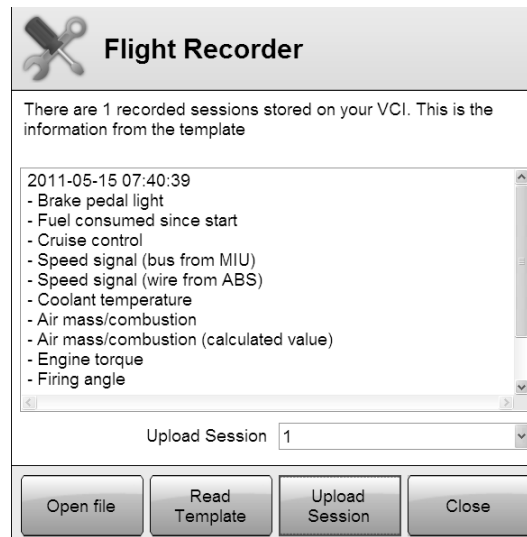 Flight Recorder
There are 1 recorded sessions stored on your VCI. This is the
information from the template
2011-05-15 07:40:39
- Brake pedal light
- Fuel consumed since start
- Cruise control
- Speed signal (bus from MIU)
- Speed signal (wire from ABS)
- Coolant temperature
- Air mass/combustion
- Air mass/combustion (calculated value)
- Engine torque
- Firing angle
Upload Session 1
Open file
Read
Template
Upload
Session
Close